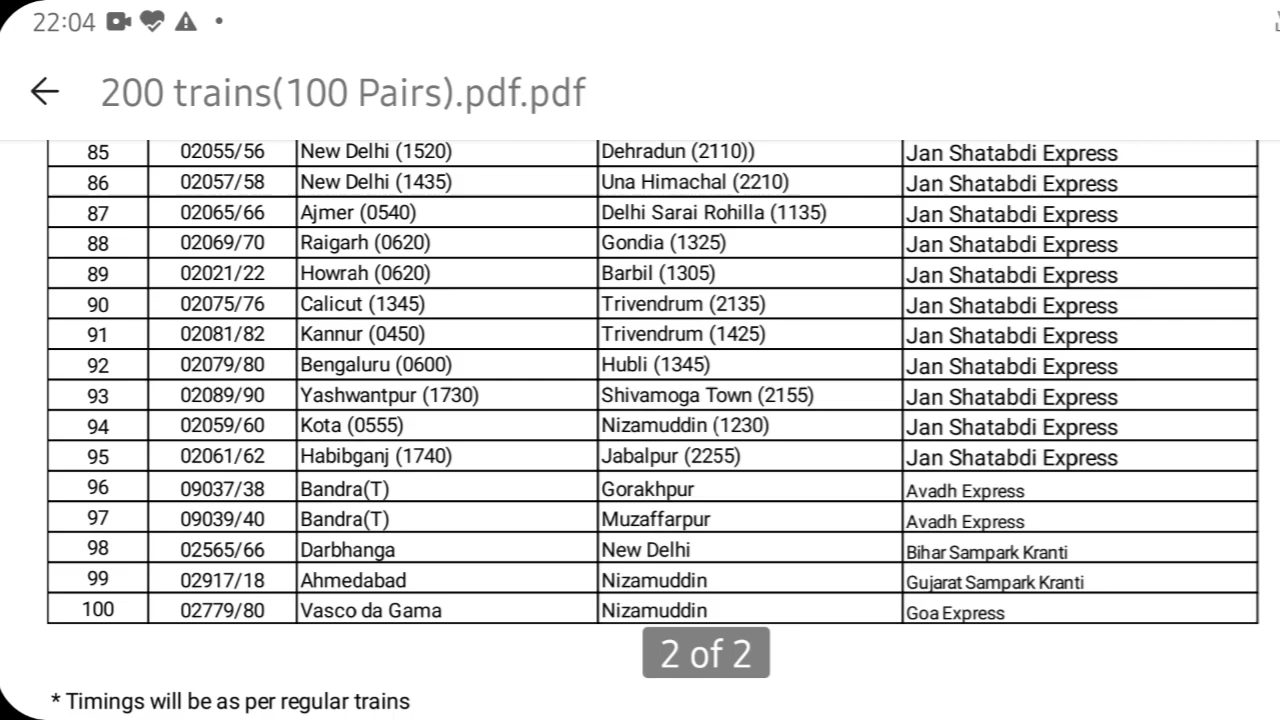 22:04
200 trains(100 Pairs).pdf.pdf
85 02055/56 New Delhi (1520) Dehradun (2110)) Jan Shatabdi Express
86 02057/58 New Delhi (1435) Una Himachal (2210) Jan Shatabdi Express
87 02065/66 Ajmer (0540) Delhi Sarai Rohilla (1135) Jan Shatabdi Express
88 02069/70 Raigarh (0620) Gondia (1325) Jan Shatabdi Express
89 02021/22 Howrah (0620) Barbil (1305) Jan Shatabdi Express
90 02075/76 Calicut (1345) Trivendrum (2135) Jan Shatabdi Express
91 02081/82 Kannur (0450) Trivendrum (1425) Jan Shatabdi Express
92 02079/80 Bengaluru (0600) Hubli (1345) Jan Shatabdi Express
93 02089/90 Yashwantpur (1730) Shivamoga Town (2155) Jan Shatabdi Express
94 02059/60 Kota (0555) Nizamuddin (1230) Jan Shatabdi Express
95 02061/62 Habibganj (1740) Jabalpur (2255) Jan Shatabdi Express
96 09037/38 Bandra(T) Gorakhpur Avadh Express
97 09039/40 Bandra(T) Muzaffarpur Avadh Express
98 02565/66 Darbhanga New Delhi Bihar Sampark Kranti
99 02917/18 Ahmedabad Nizamuddin Gujarat Sampark Kranti
100 02779/80 Vasco da Gama Nizamuddin Goa Express
2 of 2
* Timings will be as per regular trains